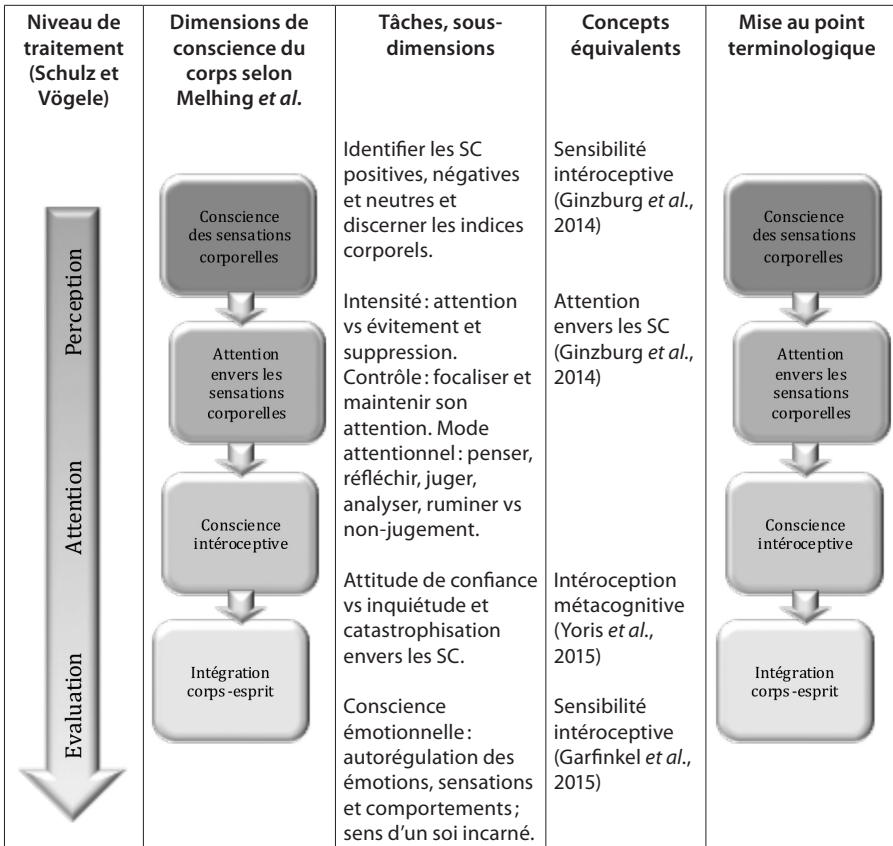 Niveau de
traitement
(Schulz et
Vögele)
Dimensions de
conscience du
corps selon
Melhing et al.
Tâches, sous-
dimensions
Concepts
équivalents
Mise au point
terminologique
Perception
Attention
Evaluation
Conscience
des sensations
corporelles
Attention
envers les
sensations
corporelles
Conscience
intéroceptive
Intégration
corps-esprit
Identifier les SC
positives, négatives
et neutres et
discerner les indices
corporels.
Intensité : attention
vs évitement et
suppression.
Contrôle : focaliser et
maintenir son
attention. Mode
attentionnel : penser,
réfléchir, juger,
analyser, ruminer vs
non-jugement.
Attitude de confiance
vs inquiétude et
catastrophisation
envers les SC.
Conscience
émotionnelle :
autorégulation des
émotions, sensations
et comportements ;
sens d'un soi incarné.
Sensibilité
intéroceptive
(Ginzburg et al.,
2014)
Attention
envers les SC
(Ginzburg et al.,
2014)
Intéroception
métacognitive
(Yoris et al.,
2015)
Sensibilité
intéroceptive
(Garfinkel et al.,
2015)
Conscience
des sensations
corporelles
Attention
envers les
sensations
corporelles
Conscience
intéroceptive
Intégration
corps-esprit